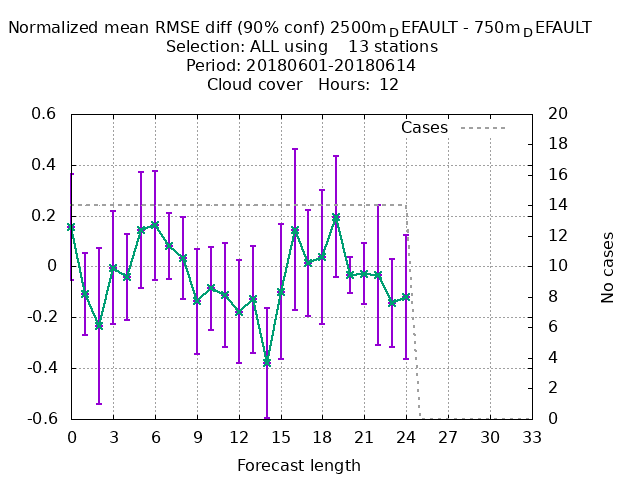 Normalized mean RMSE diff (90% conf) 2500m_DEFAULT - 750m_DEFAULT
Selection: ALL using 13 stations
Period: 20180601-20180614
Cloud cover Hours: 12
Cases
0.6
0.4
0.2
0
-0.2
-0.4
-0.6
20
18
16
14
12
10
8
6
4
2
0
No cases
0 3 6 9 12 15 18 21 24 27 30 33
Forecast length